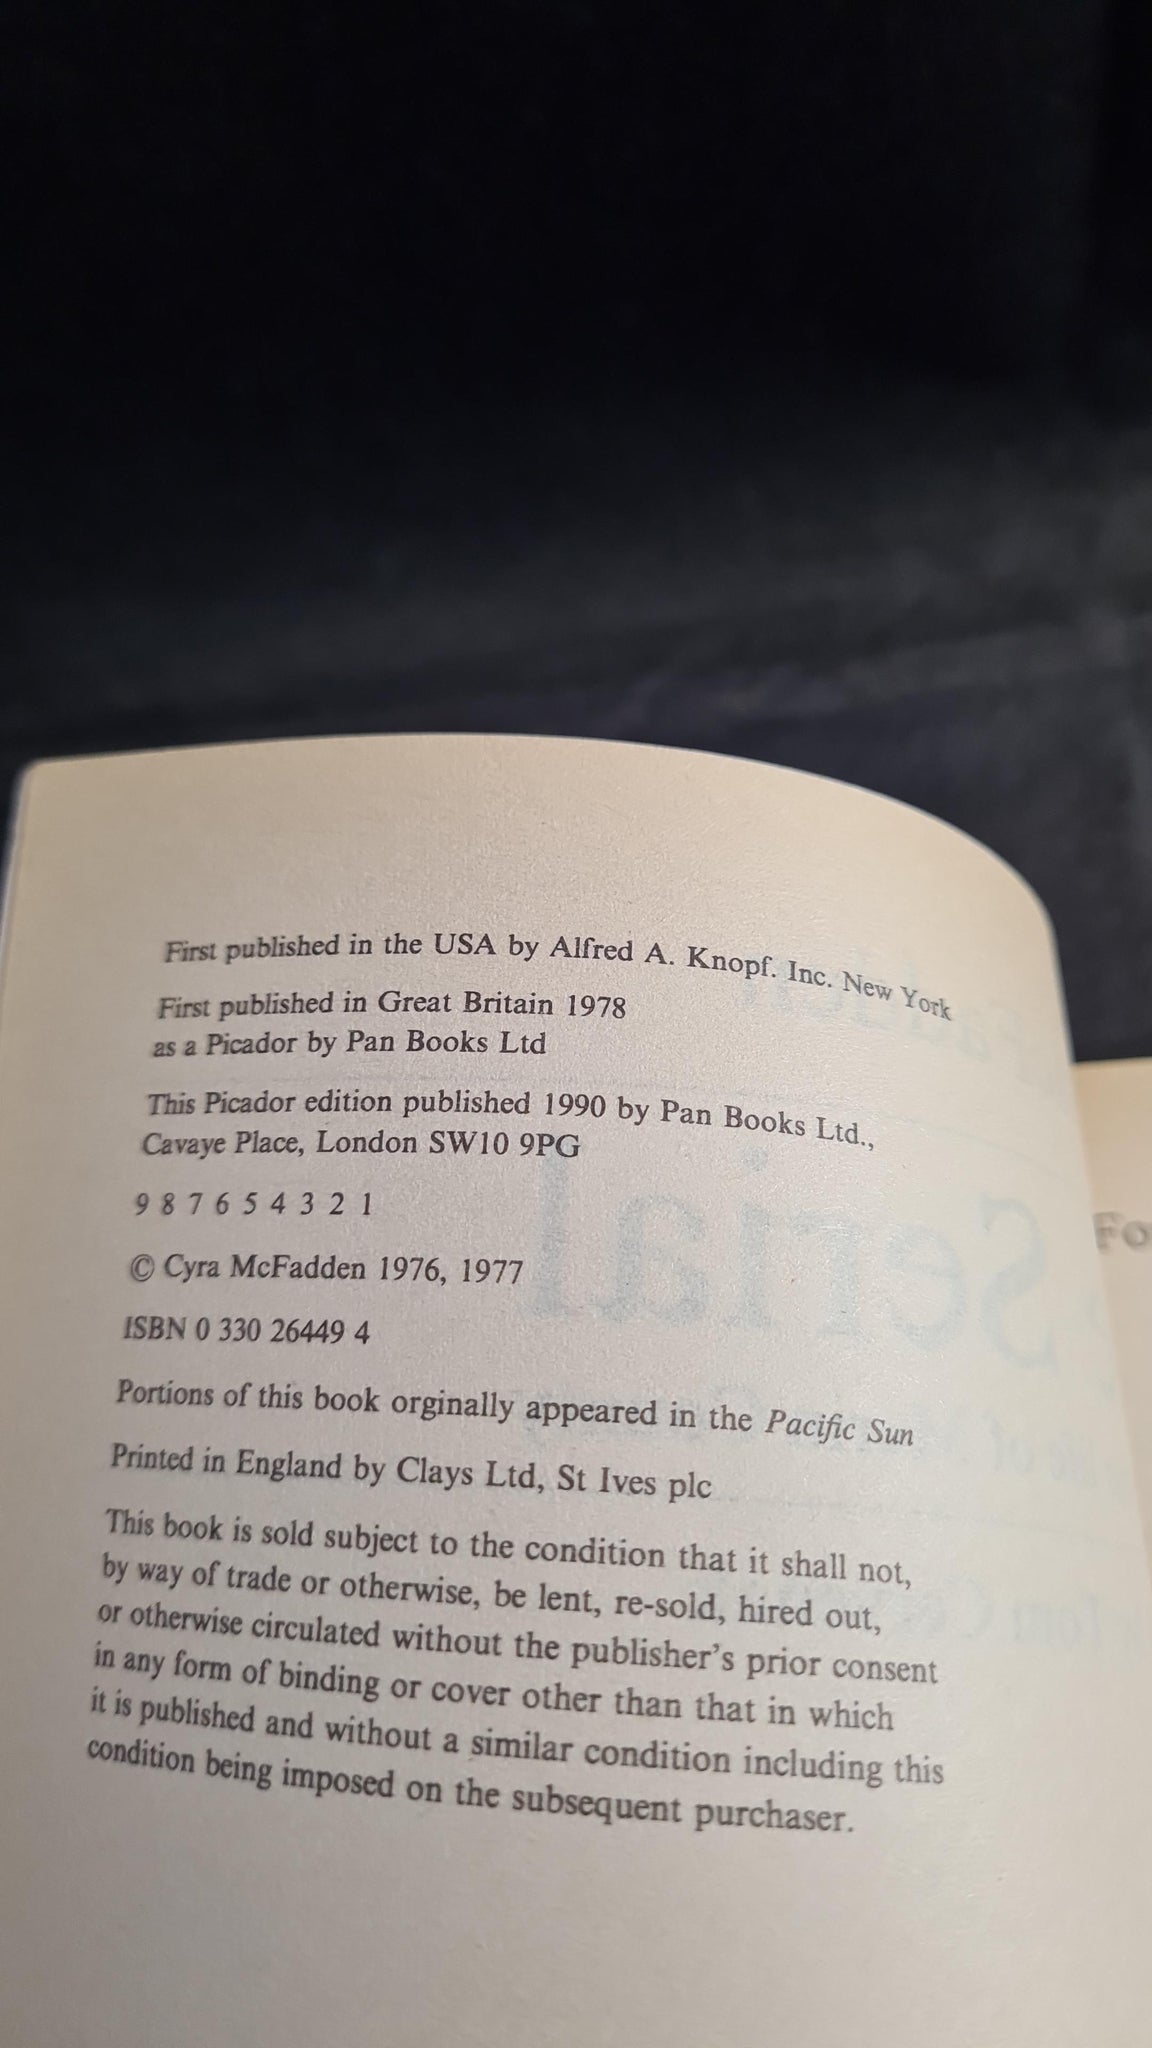 First published in the USA by Alfred A. Knopf. Inc. New York
First published in Great Britain 1978
as a Picador by Pan Books Ltd
This Picador edition published 1990 by Pan Books Ltd.,
Cavaye Place, London SW10 9PG
9 8 7 6 5 4 3 2 1
© Cyra McFadden 1976, 1977
ISBN 0 330 26449 4
Portions of this book orginally appeared in the Pacific Sun
Printed in England by Clays Ltd, St Ives plc
This book is sold subject to the condition that it shall not,
by way of trade or otherwise, be lent, re-sold, hired out,
or otherwise circulated without the publisher's prior consent
in any form of binding or cover other than that in which
it is published and without a similar condition including this
condition being imposed on the subsequent purchaser.
Serial
Fo